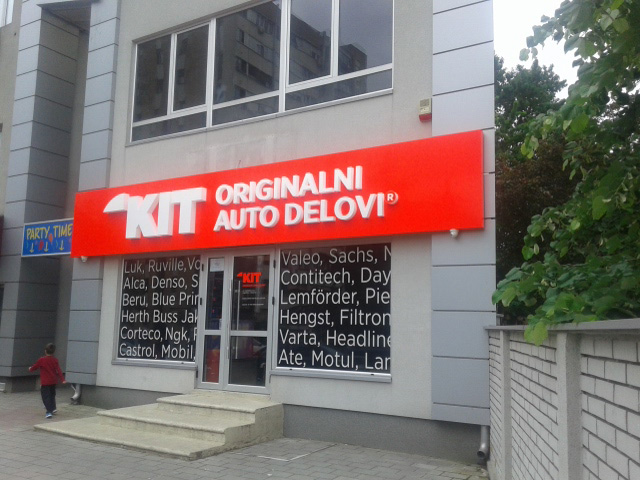 KIT
ORIGINALNI
AUTO DELOVI®
PARTY TIME
Luk, Ruville,
Alca, Denso,
Beru, Blue
Herth Buss
Corteco, Ngk,
Castrol, Mobil,
KIT
Valeo, Sachs,
Contitech,
Lemförder,
Hengst, Filtron
Varta, Headline
Ate, Motul,